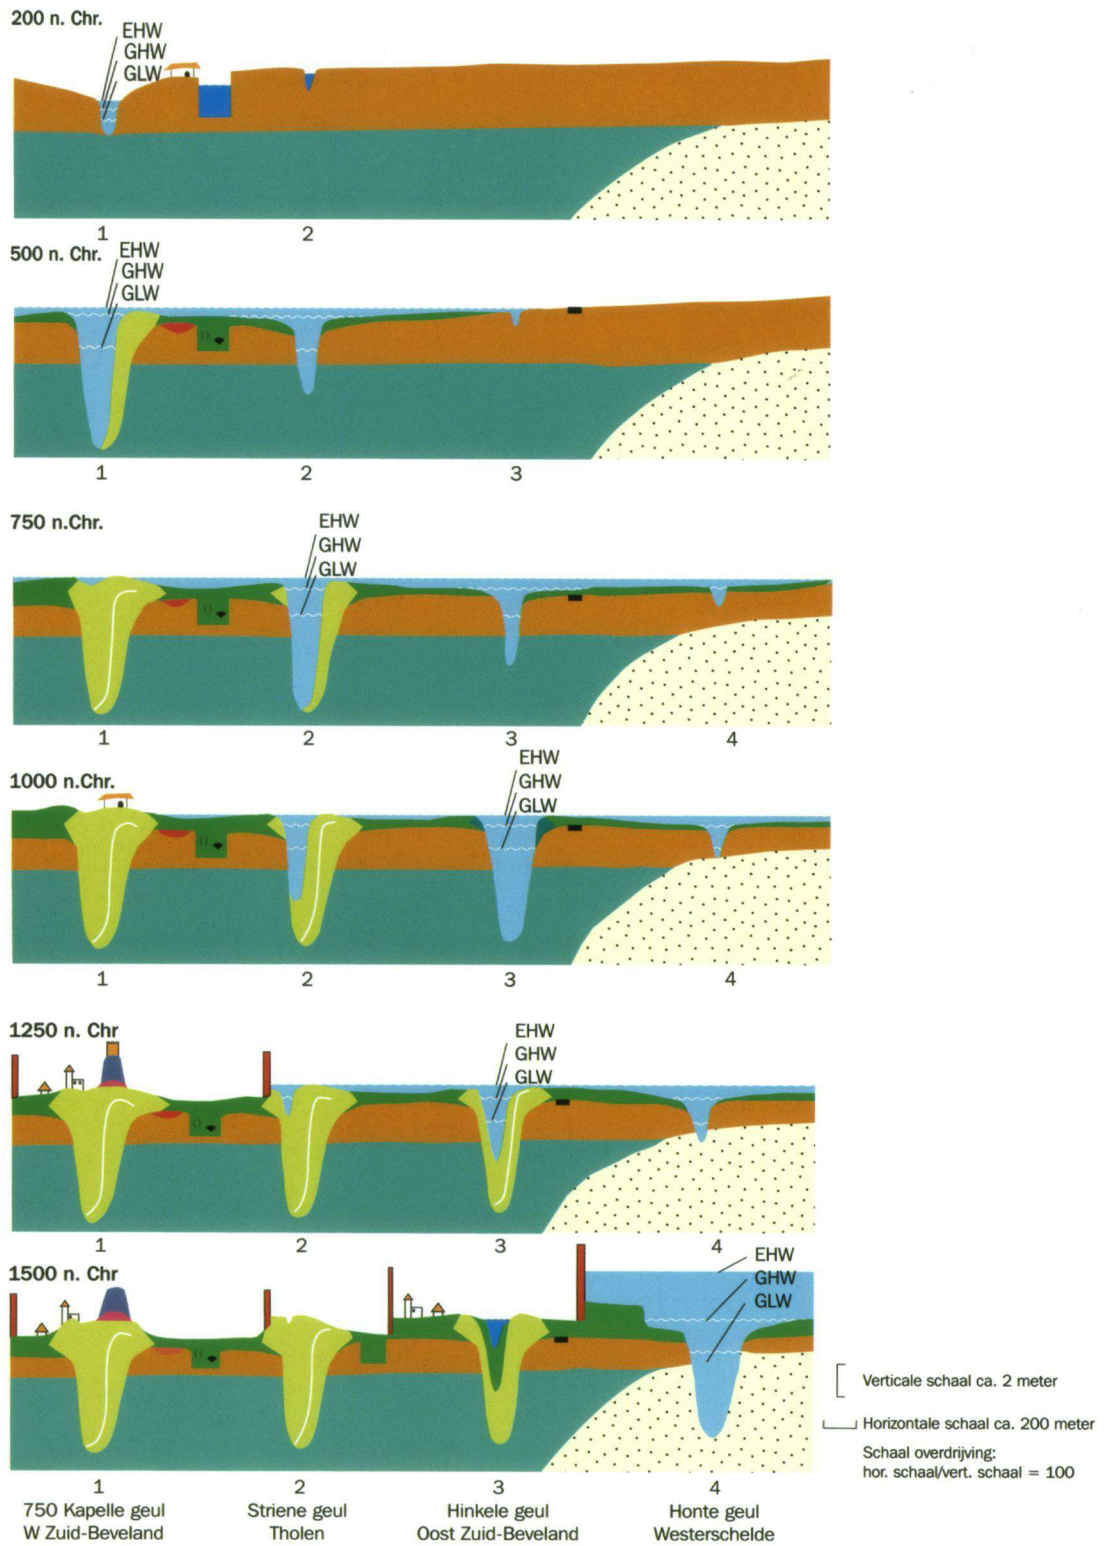 200 n. Chr.
EHW
GHW
GLW
1
2
500 n. Chr.
EHW
GHW
GLW
1
2
3
750 n.Chr.
EHW
GHW
GLW
1
2
3
4
1000 n.Chr.
EHW
GHW
GLW
1
2
3
4
1250 n. Chr
EHW
GHW
GLW
1
2
3
4
1500 n. Chr
EHW
GHW
GLW
Verticale schaal ca. 2 meter
Horizontale schaal ca. 200 meter
Schaal overdrijving:
hor. schaal/vert. schaal = 100
1
750 Kapelle geul
W Zuid-Beveland
2
Striene geul
Tholen
3
Hinkele geul
Oost Zuid-Beveland
4
Honte geul
Westerschelde